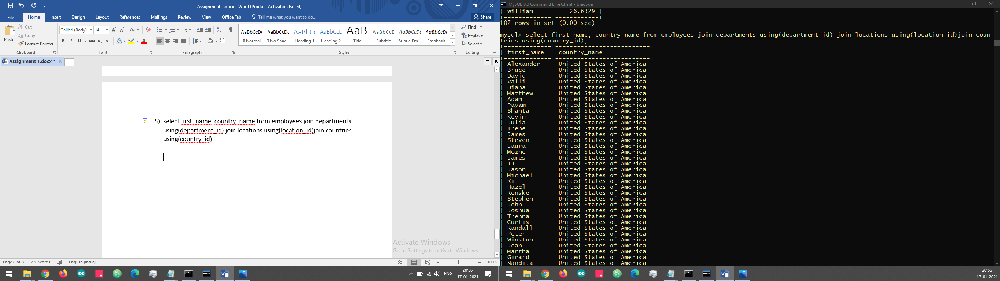 Assignment 1.docx - Word (Product Activation Failed)
File Home Insert Design Layout References Mailings Review View Office Tab Tell me what you want to do... Share
Cut
Copy
Paste
Format Painter
Clipboard
Calibri (Body) 14
Font
Paragraph
AaBbCcDc AaBbCcDc AaBbC( AaBbCcD AaB AaBbCcD AaBbCcDc AaBbCcDc
¶ Normal ¶ No Spac... Heading 1 Heading 2 Title Subtitle Subtle Em... Emphasis
Styles
Find
Replace
Select
Editing
Assignment 1.docx *
5) select first_name, country_name from employees join departments
using(department_id) join locations using(location_id)join countries
using(country_id);
Activate Windows
Go to Settings to activate Windows.
Page 8 of 8 276 words English (India) 100%
ENG 20:56
17-01-2021
MySQL 8.0 Command Line Client - Unicode
| William | 26.6329 |
+-------------+------------+
107 rows in set (0.00 sec)
mysql> select first_name, country_name from employees join departments using(department_id) join locations using(location_id)join coun
tries using(country_id);
+-------------+--------------------------+
| first_name | country_name |
+-------------+--------------------------+
| Alexander | United States of America |
| Bruce | United States of America |
| David | United States of America |
| Valli | United States of America |
| Diana | United States of America |
| Matthew | United States of America |
| Adam | United States of America |
| Payam | United States of America |
| Shanta | United States of America |
| Kevin | United States of America |
| Julia | United States of America |
| Irene | United States of America |
| James | United States of America |
| Steven | United States of America |
| Laura | United States of America |
| Mozhe | United States of America |
| James | United States of America |
| TJ | United States of America |
| Jason | United States of America |
| Michael | United States of America |
| Ki | United States of America |
| Hazel | United States of America |
| Renske | United States of America |
| Stephen | United States of America |
| John | United States of America |
| Joshua | United States of America |
| Trenna | United States of America |
| Curtis | United States of America |
| Randall | United States of America |
| Peter | United States of America |
| Winston | United States of America |
| Jean | United States of America |
| Martha | United States of America |
| Girard | United States of America |
| Nandita | United States of America |
20:56
17-01-2021